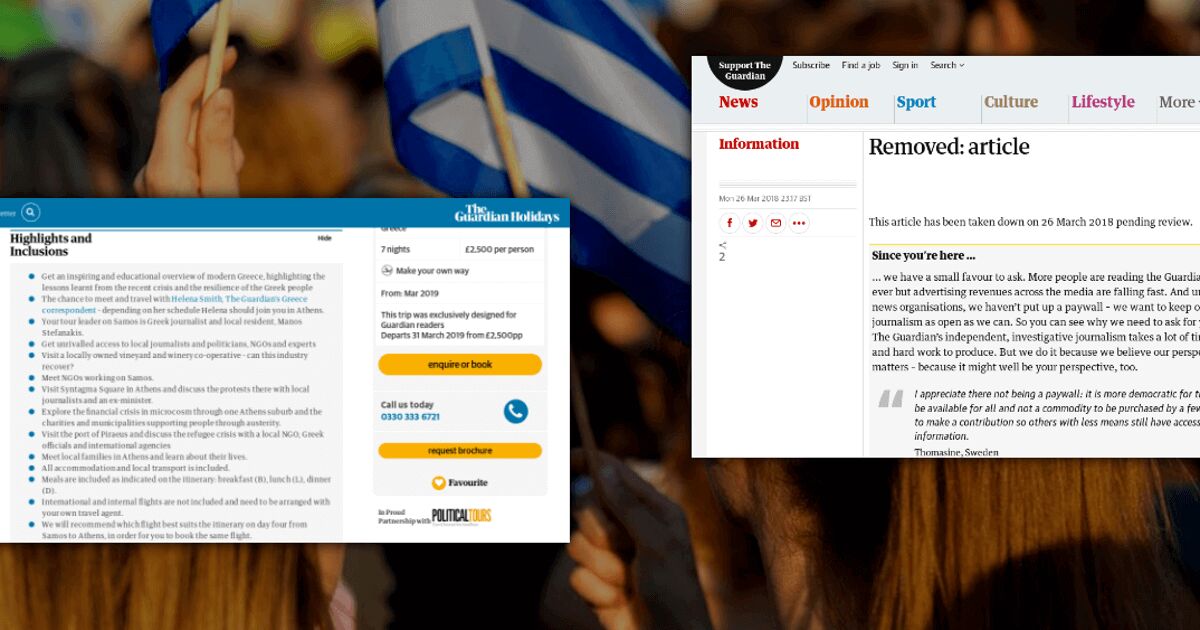 The
Guardian Holidays
Highlights and
Inclusions
Hide
Get an inspiring and educational overview of modern Greece, highlighting the
lessons learnt from the recent crisis and the resilience of the Greek people
The chance to meet and travel with Helena Smith, The Guardian's Greece
correspondent - depending on her schedule Helena should join you in Athens.
Your tour leader on Samos is Greek journalist and local resident, Manos
Stefanakis.
Get unrivalled access to local journalists and politicians, NGOs and experts
Visit a locally owned vineyard and winery co-operative - can this industry
recover?
Meet NGOs working on Samos.
Visit Syntagma Square in Athens and discuss the protests there with local
journalists and an ex-minister.
Explore the financial crisis in microcosm through one Athens suburb and the
charities and municipalities supporting people through austerity.
Visit the port of Piraeus and discuss the refugee crisis with a local NGO, Greek
officials and international agencies
Meet local families in Athens and learn about their lives.
All accommodation and local transport is included.
Meals are included as indicated on the itinerary: breakfast (B), lunch (L), dinner
(D).
International and internal flights are not included and need to be arranged with
your own travel agent.
We will recommend which flight best suits the itinerary on day four from
Samos to Athens, in order for you to book the same flight.
Greece
7 nights
£2,500 per person
Make your own way
From: Mar 2019
This trip was exclusively designed for
Guardian readers
Departs 31 March 2019 from £2,500pp
enquire or book
Call us today
0330 333 6721
request brochure
Favourite
In Proud
Partnership with POLITICALTOURS
Support The
Guardian
Subscribe Find a job Sign in Search
News Opinion Sport Culture Lifestyle More
Information
Removed: article
Mon 26 Mar 2018 23.17 BST
2
This article has been taken down on 26 March 2018 pending review.
Since you're here ...
... we have a small favour to ask. More people are reading the Guardia
ever but advertising revenues across the media are falling fast. And un
news organisations, we haven't put up a paywall - we want to keep o
journalism as open as we can. So you can see why we need to ask for
The Guardian's independent, investigative journalism takes a lot of ti
and hard work to produce. But we do it because we believe our perspe
matters - because it might well be your perspective, too.
I appreciate there not being a paywall: it is more democratic for t
be available for all and not a commodity to be purchased by a few
to make a contribution so others with less means still have access
information.
Thomasine, Sweden